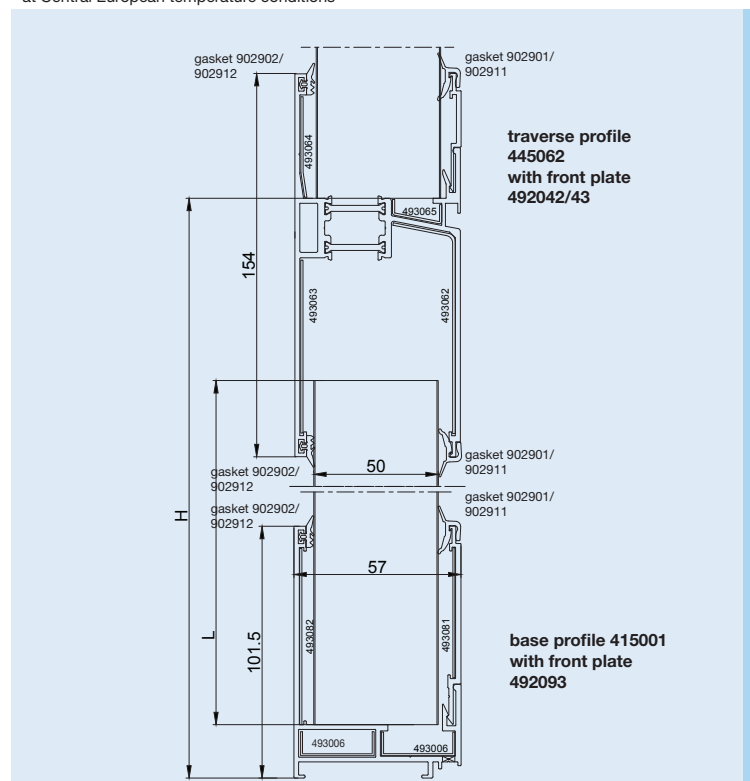 at Central European temperature conditions
gasket 902902/
902912
gasket 902901/
902911
493064
traverse profile
445062
with front plate
492042/43
493065
154
493063
493062
50
gasket 902901/
902911
gasket 902902/
902912
gasket 902901/
902911
gasket 902902/
902912
H
L
57
101.5
493082
493081
base profile 415001
with front plate
492093
493006
493006